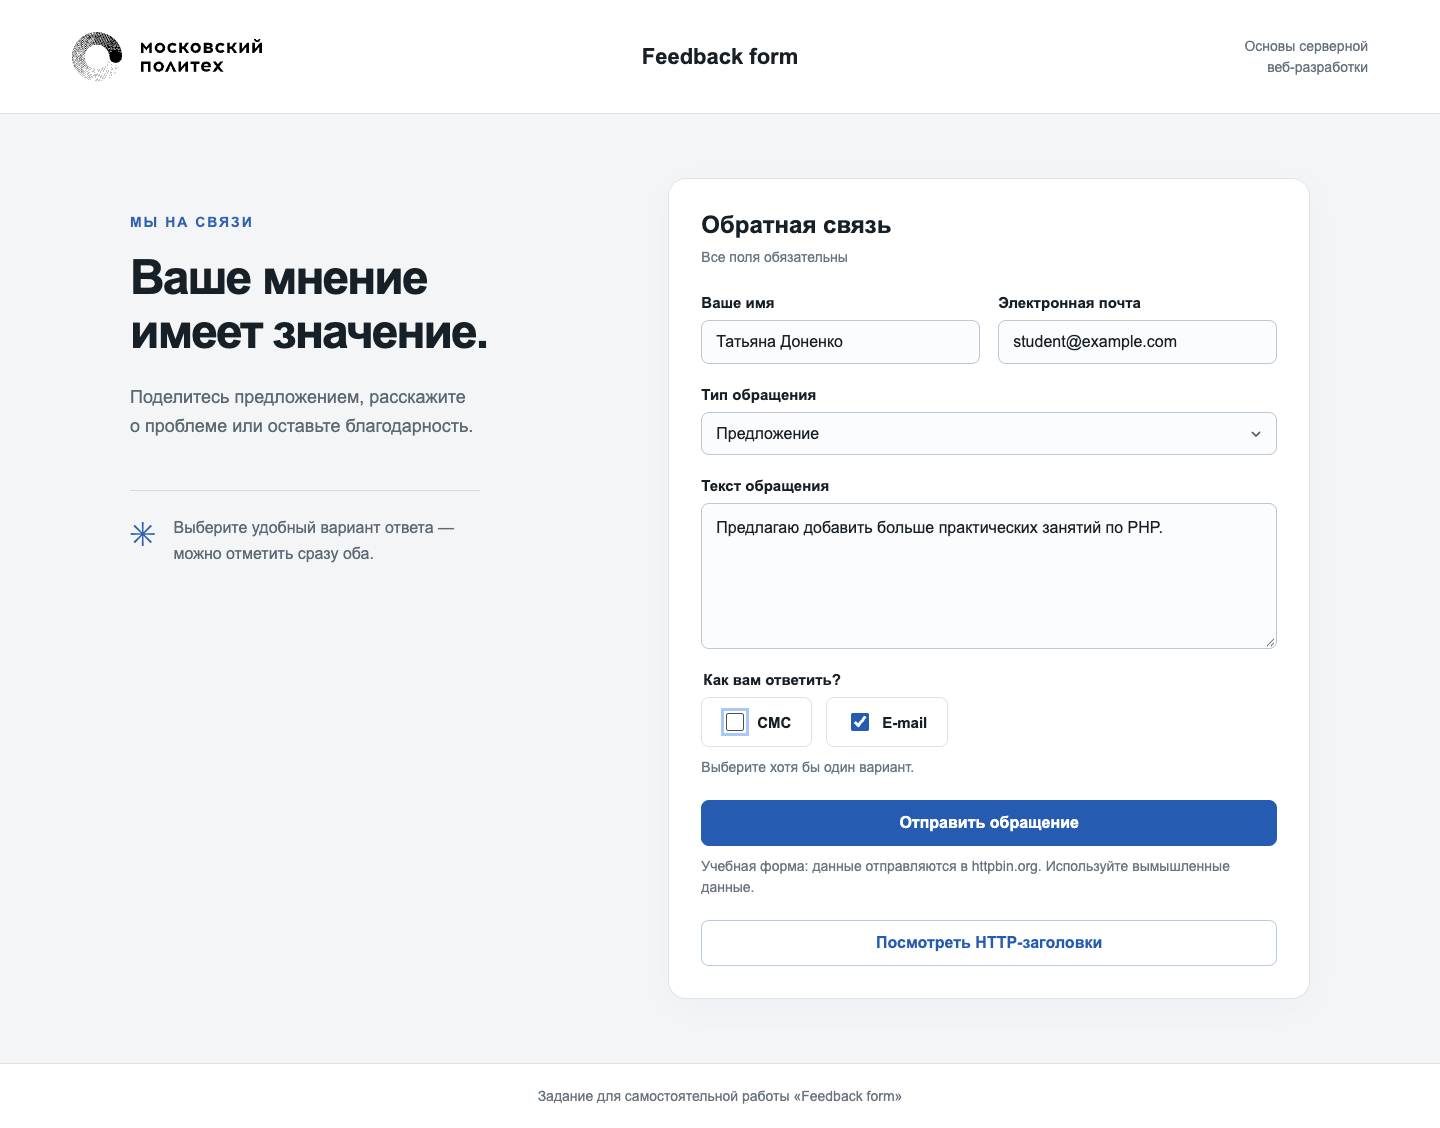 московский
политех
Feedback form
Основы серверной
веб-разработки
МЫ НА СВЯЗИ
Ваше мнение
имеет значение.
Поделитесь предложением, расскажите
о проблеме или оставьте благодарность.
Выберите удобный вариант ответа —
можно отметить сразу оба.
Обратная связь
Все поля обязательны
Ваше имя
Электронная почта
Татьяна Доненко
student@example.com
Тип обращения
Предложение
Текст обращения
Предлагаю добавить больше практических занятий по PHP.
Как вам ответить?
СМС
E-mail
Выберите хотя бы один вариант.
Отправить обращение
Учебная форма: данные отправляются в httpbin.org. Используйте вымышленные
данные.
Посмотреть HTTP-заголовки
Задание для самостоятельной работы «Feedback form»